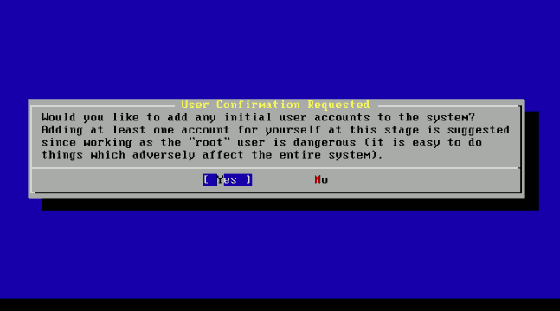 User Confirmation Requested
Would you like to add any initial user accounts to the system?
Adding at least one account for yourself at this stage is suggested
since working as the "root" user is dangerous (it is easy to do
things which adversely affect the entire system).
[ Yes ] No